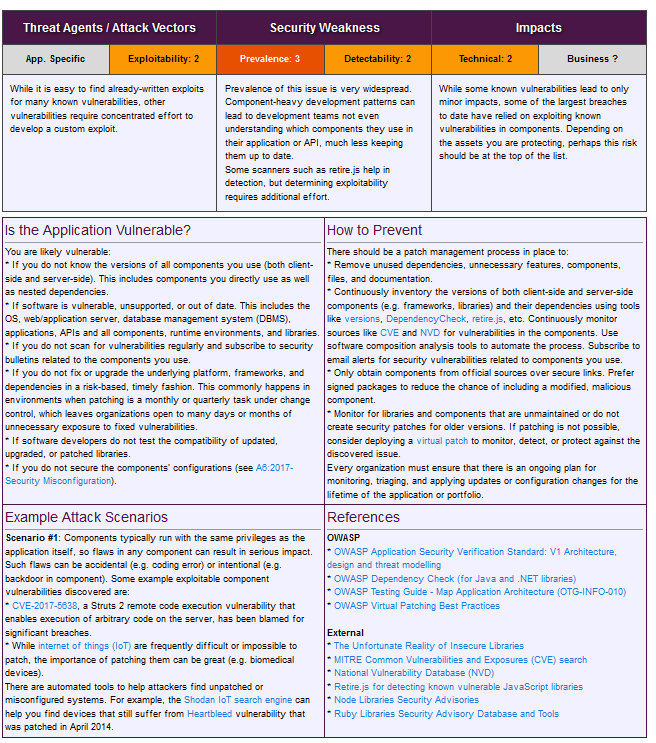 Threat Agents / Attack Vectors
Security Weakness
Impacts
App. Specific
Exploitability: 2
Prevalence: 3
Detectability: 2
Technical: 2
Business ?
While it is easy to find already-written exploits
for many known vulnerabilities, other
vulnerabilities require concentrated effort to
develop a custom exploit.
Prevalence of this issue is very widespread.
Component-heavy development patterns can
lead to development teams not even
understanding which components they use in
their application or API, much less keeping
them up to date.
Some scanners such as retire.js help in
detection, but determining exploitability
requires additional effort.
While some known vulnerabilities lead to only
minor impacts, some of the largest breaches
to date have relied on exploiting known
vulnerabilities in components. Depending on
the assets you are protecting, perhaps this risk
should be at the top of the list.
Is the Application Vulnerable?
You are likely vulnerable:
* If you do not know the versions of all components you use (both client-
side and server-side). This includes components you directly use as well
as nested dependencies.
* If software is vulnerable, unsupported, or out of date. This includes the
OS, web/application server, database management system (DBMS),
applications, APIs and all components, runtime environments, and libraries.
* If you do not scan for vulnerabilities regularly and subscribe to security
bulletins related to the components you use.
* If you do not fix or upgrade the underlying platform, frameworks, and
dependencies in a risk-based, timely fashion. This commonly happens in
environments when patching is a monthly or quarterly task under change
control, which leaves organizations open to many days or months of
unnecessary exposure to fixed vulnerabilities.
* If software developers do not test the compatibility of updated,
upgraded, or patched libraries.
* If you do not secure the components' configurations (see A6:2017-
Security Misconfiguration).
How to Prevent
There should be a patch management process in place to:
* Remove unused dependencies, unnecessary features, components,
files, and documentation.
* Continuously inventory the versions of both client-side and server-side
components (e.g. frameworks, libraries) and their dependencies using tools
like versions, DependencyCheck, retire.js, etc. Continuously monitor
sources like CVE and NVD for vulnerabilities in the components. Use
software composition analysis tools to automate the process. Subscribe to
email alerts for security vulnerabilities related to components you use.
* Only obtain components from official sources over secure links. Prefer
signed packages to reduce the chance of including a modified, malicious
component.
* Monitor for libraries and components that are unmaintained or do not
create security patches for older versions. If patching is not possible,
consider deploying a virtual patch to monitor, detect, or protect against the
discovered issue.
Every organization must ensure that there is an ongoing plan for
monitoring, triaging, and applying updates or configuration changes for the
lifetime of the application or portfolio.
Example Attack Scenarios
Scenario #1: Components typically run with the same privileges as the
application itself, so flaws in any component can result in serious impact.
Such flaws can be accidental (e.g. coding error) or intentional (e.g.
backdoor in component). Some example exploitable component
vulnerabilities discovered are:
* CVE-2017-5638, a Struts 2 remote code execution vulnerability that
enables execution of arbitrary code on the server, has been blamed for
significant breaches.
* While internet of things (IoT) are frequently difficult or impossible to
patch, the importance of patching them can be great (e.g. biomedical
devices).
There are automated tools to help attackers find unpatched or
misconfigured systems. For example, the Shodan IoT search engine can
help you find devices that still suffer from Heartbleed vulnerability that
was patched in April 2014.
References
OWASP
* OWASP Application Security Verification Standard: V1 Architecture,
design and threat modelling
* OWASP Dependency Check (for Java and .NET libraries)
* OWASP Testing Guide - Map Application Architecture (OTG-INFO-010)
* OWASP Virtual Patching Best Practices
External
* The Unfortunate Reality of Insecure Libraries
* MITRE Common Vulnerabilities and Exposures (CVE) search
* National Vulnerability Database (NVD)
* Retire.js for detecting known vulnerable JavaScript libraries
* Node Libraries Security Advisories
* Ruby Libraries Security Advisory Database and Tools